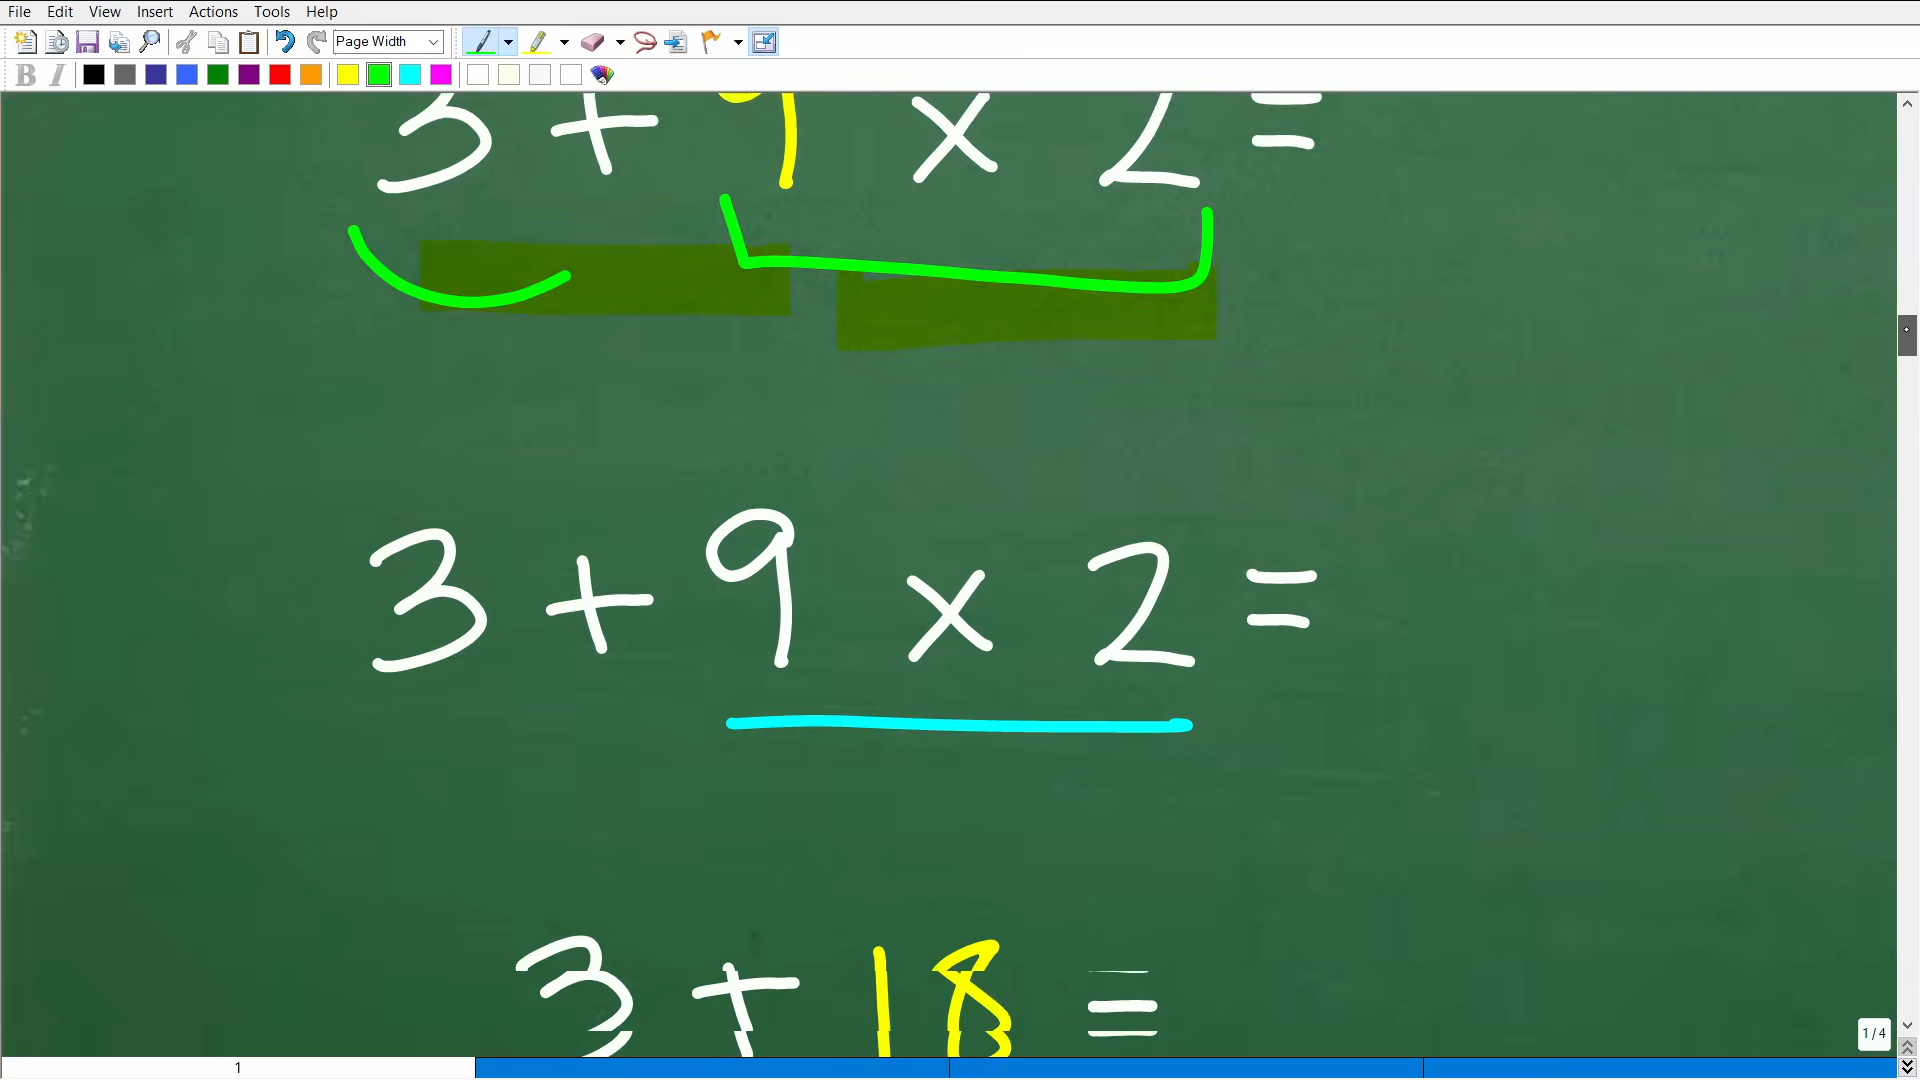 File Edit View Insert Actions Tools Help
Page Width
B I
3 + 9 x 2 =
3 + 9 x 2 =
3 + 18 =
1 / 4
1